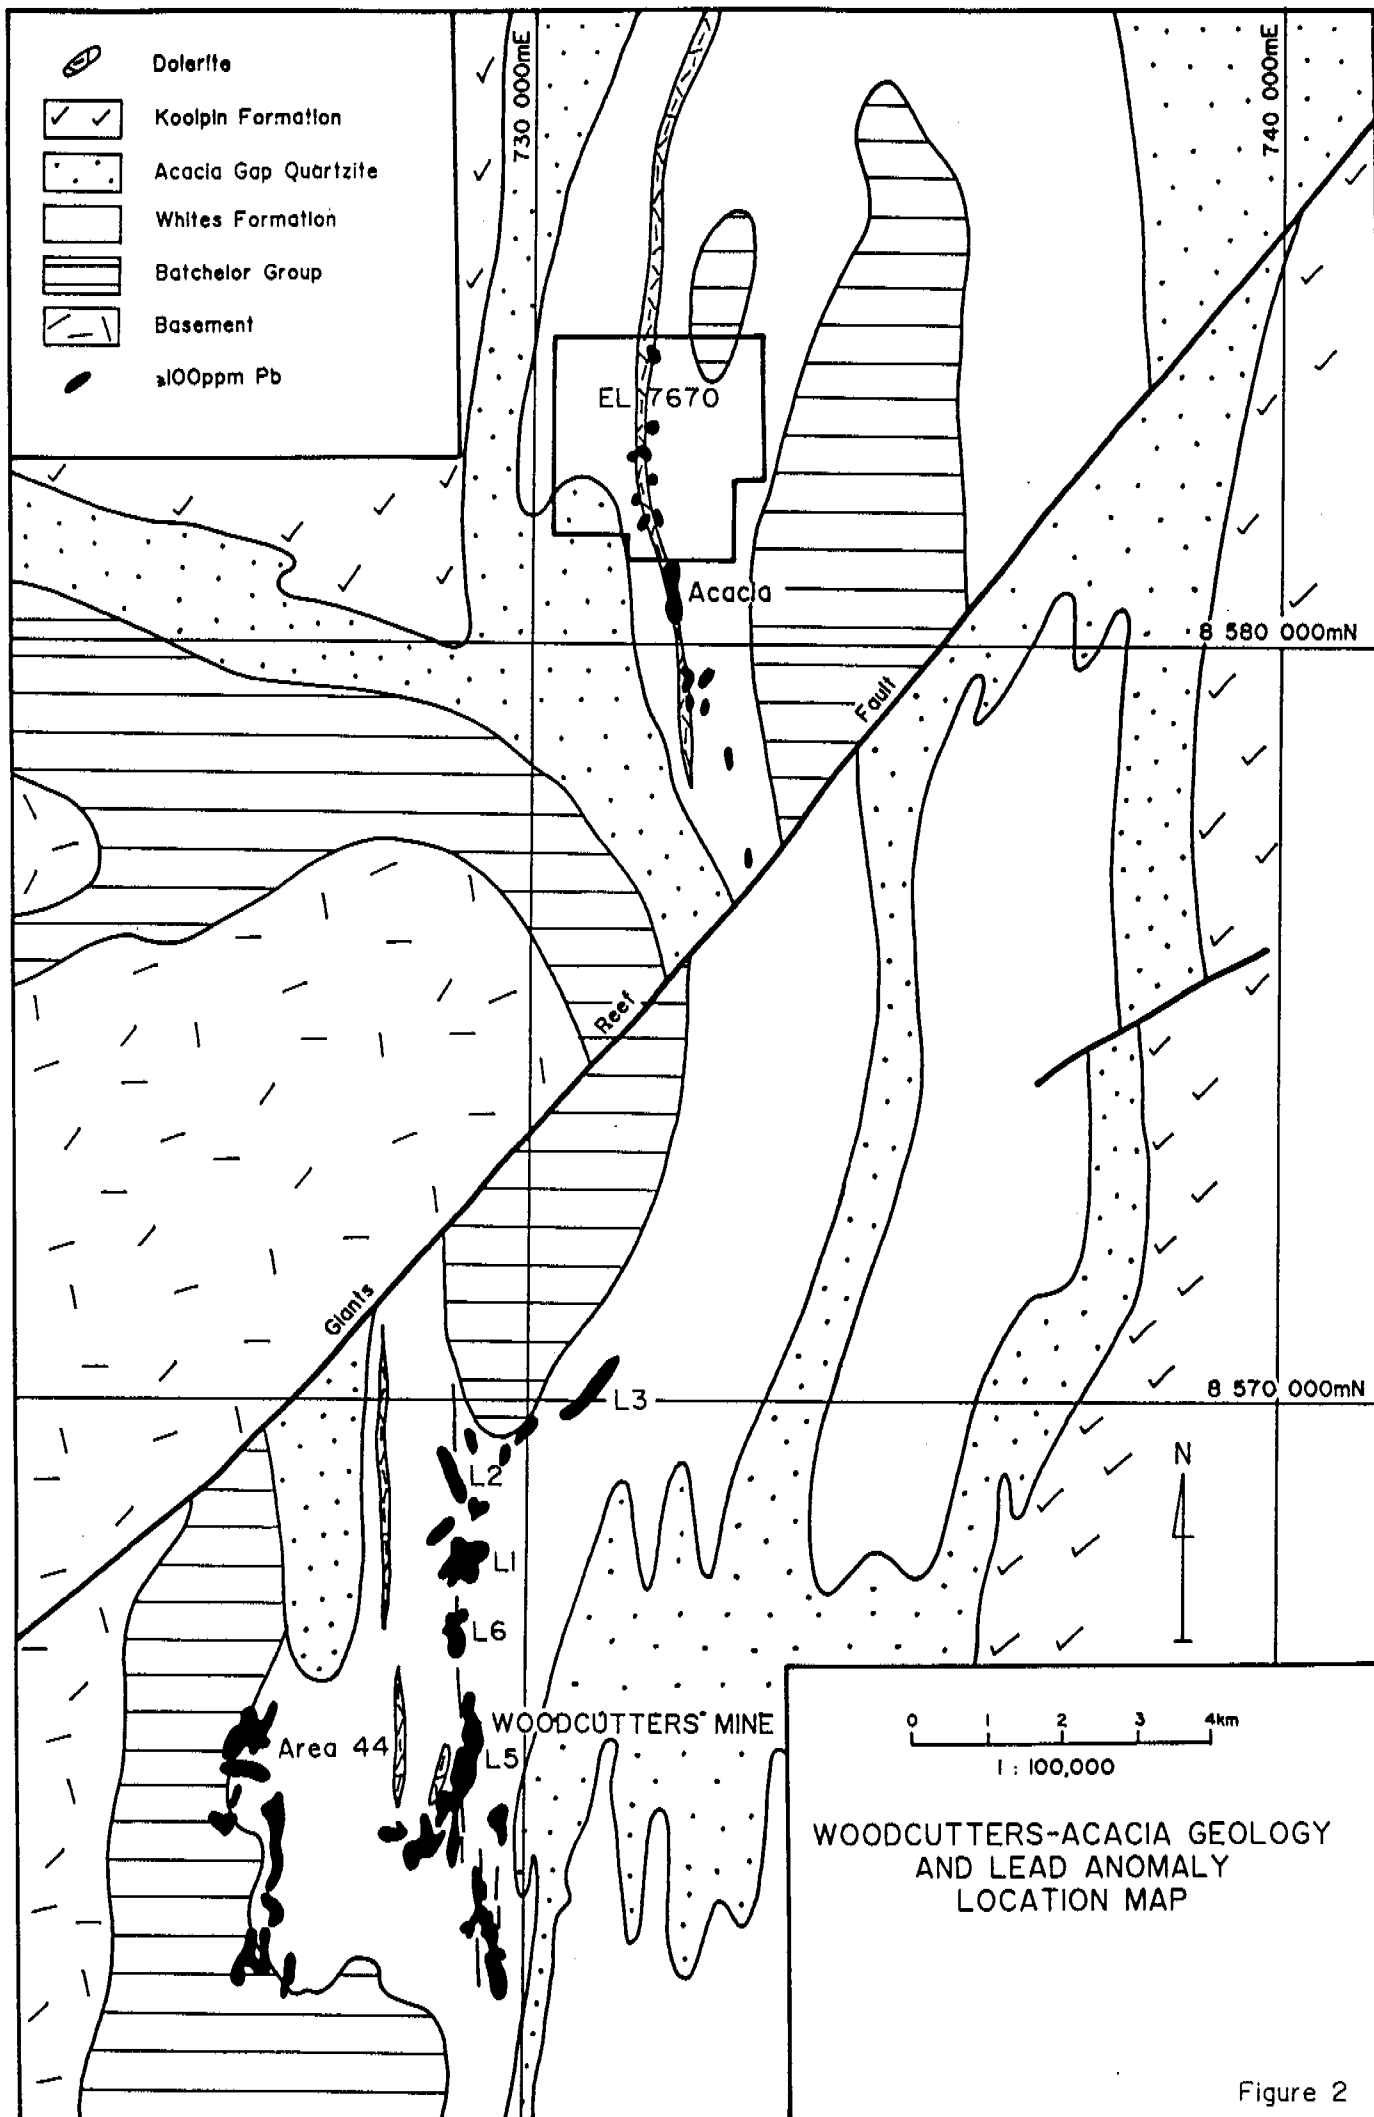 Dolerite
Koolpin Formation
Acacia Gap Quartzite
Whites Formation
Batchelor Group
Basement
≥100ppm Pb
730 000mE
740 000mE
EL 7670
Acacia
8 580 000mN
Fault
Reef
Giants
8 570 000mN
L3
L2
L1
L6
N
WOODCUTTERS' MINE
Area 44
L5
0 1 2 3 4km
1 : 100,000
WOODCUTTERS-ACACIA GEOLOGY
AND LEAD ANOMALY
LOCATION MAP
Figure 2